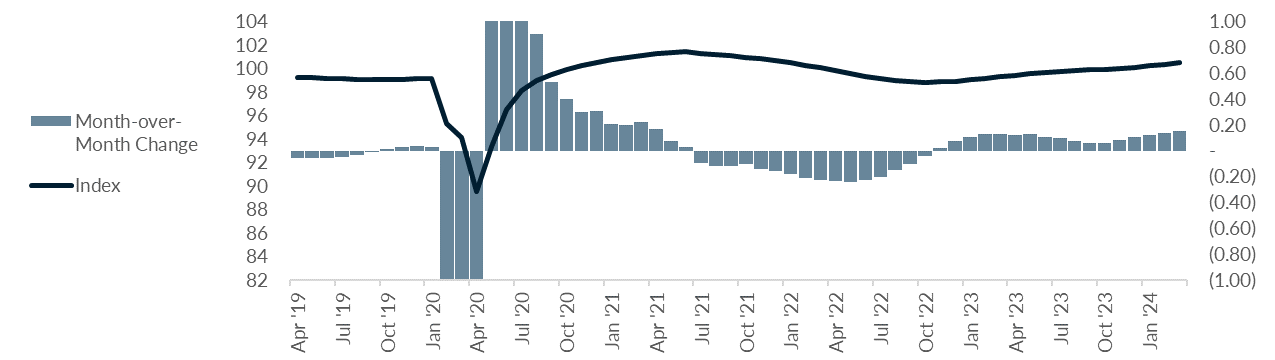 104
102
100
98
96
94
92
90
88
86
84
82
Month-over-
Month Change
Index
1.00
0.80
0.60
0.40
0.20
-
(0.20)
(0.40)
(0.60)
(0.80)
(1.00)
Apr '19
Jul '19
Oct '19
Jan '20
Apr '20
Jul '20
Oct '20
Jan '21
Apr '21
Jul '21
Oct '21
Jan '22
Apr '22
Jul '22
Oct '22
Jan '23
Apr '23
Jul '23
Oct '23
Jan '24